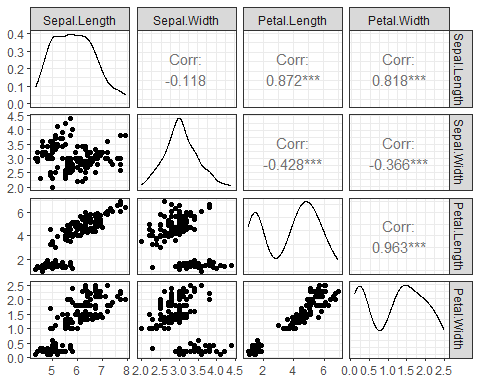 Sepal.Length Sepal.Width Petal.Length Petal.Width
0.4
0.3
0.2
0.1
0.0
Corr:
-0.118
Corr:
0.872***
Corr:
0.818***
Sepal.Length
4.5
4.0
3.5
3.0
2.5
2.0
Corr:
-0.428***
Corr:
-0.366***
Sepal.Width
6
4
2
Corr:
0.963***
Petal.Length
2.5
2.0
1.5
1.0
0.5
0.0
Petal.Width
5 6 7 8 2.0 2.5 3.0 3.5 4.0 4.5 2 4 6 0.0 0.5 1.0 1.5 2.0 2.5